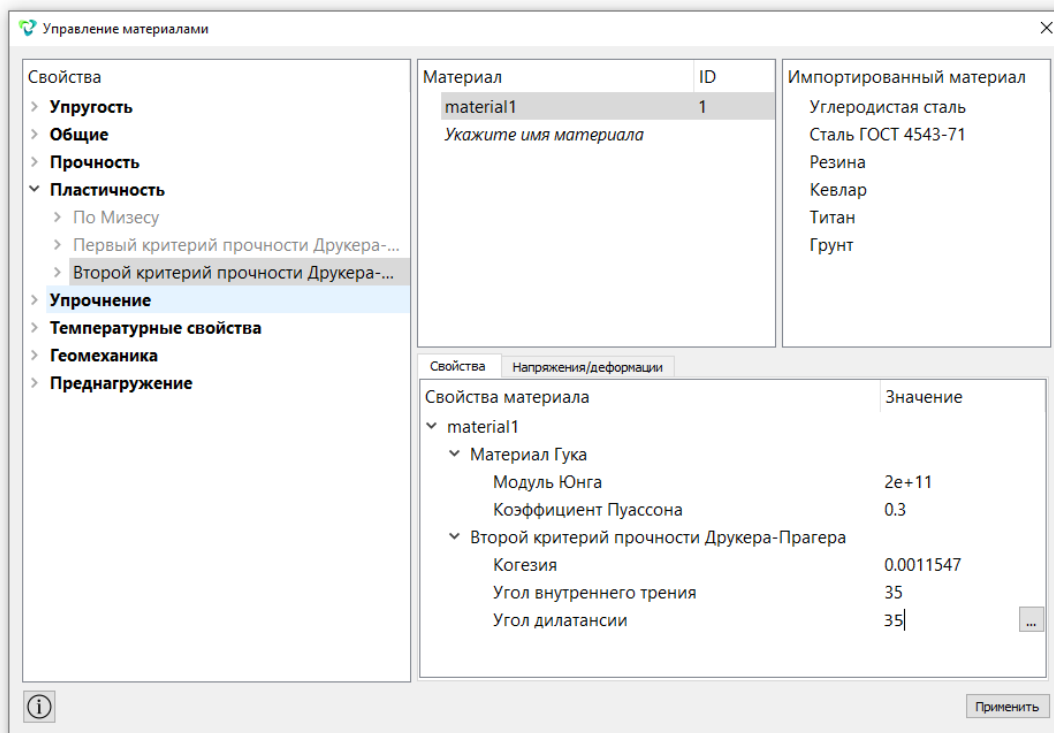 Управление материалами
Свойства
Упругость
Общие
Прочность
Пластичность
По Мизесу
Первый критерий прочности Друкера-...
Второй критерий прочности Друкера-...
Упрочнение
Температурные свойства
Геомеханика
Преднагружение
Материал ID
material1 1
Укажите имя материала
Импортированный материал
Углеродистая сталь
Сталь ГОСТ 4543-71
Резина
Кевлар
Титан
Грунт
Свойства Напряжения/деформации
Свойства материала Значение
material1
Материал Гука
Модуль Юнга 2e+11
Коэффициент Пуассона 0.3
Второй критерий прочности Друкера-Прагера
Когезия 0.0011547
Угол внутреннего трения 35
Угол дилатансии 35 ...
Применить